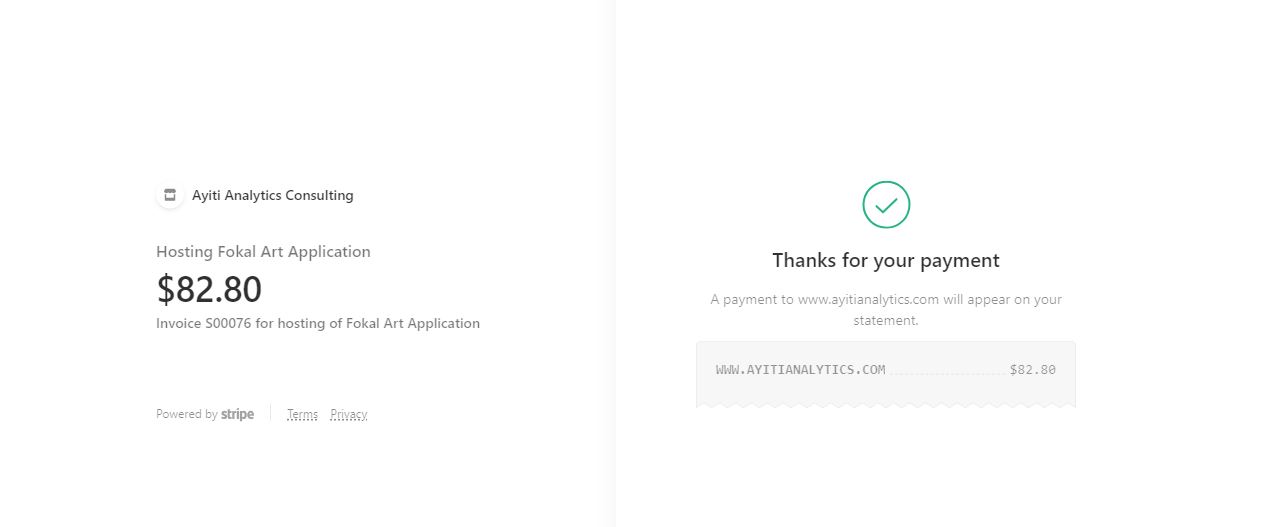 Ayiti Analytics Consulting
Hosting Fokal Art Application
$82.80
Invoice S00076 for hosting of Fokal Art Application
Powered by stripe
Terms Privacy
Thanks for your payment
A payment to www.ayitianalytics.com will appear on your
statement.
WWW.AYITIANALYTICS.COM $82.80